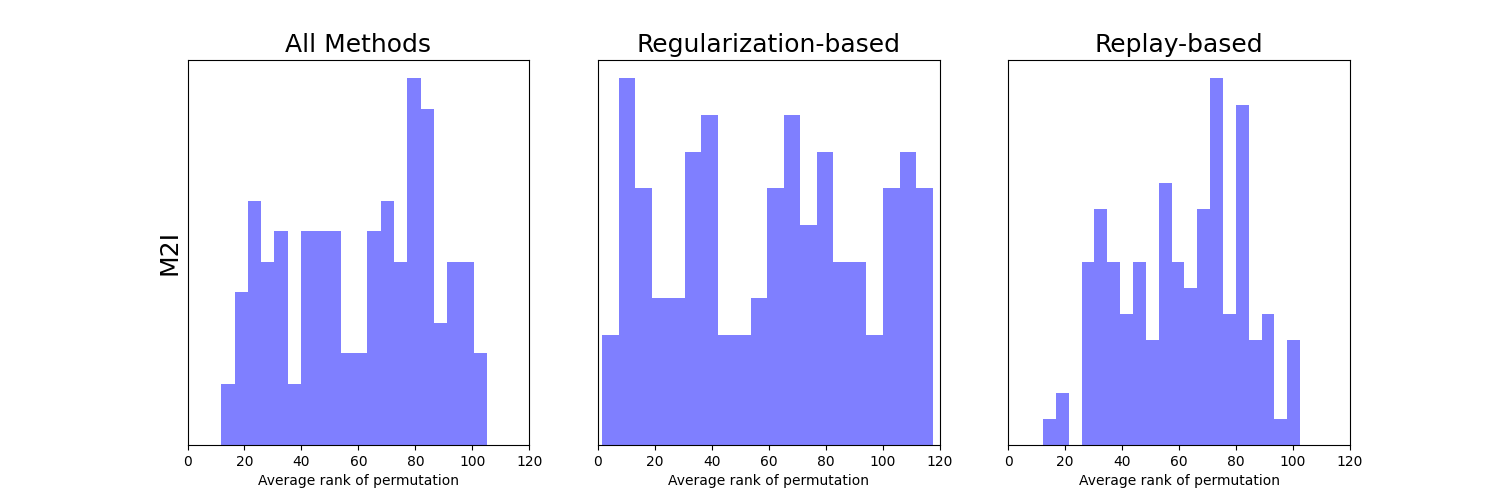 All Methods
Regularization-based
Replay-based
M2I
0 20 40 60 80 100 120
0 20 40 60 80 100 120
0 20 40 60 80 100 120
Average rank of permutation
Average rank of permutation
Average rank of permutation